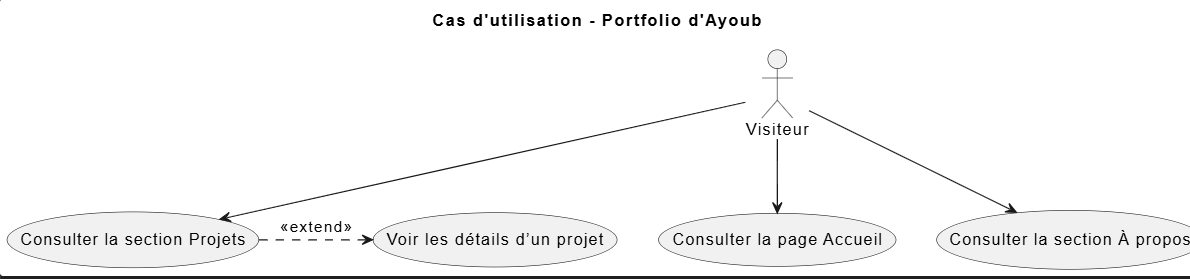 Cas d'utilisation - Portfolio d'Ayoub
Visiteur
«extend»
Consulter la section Projets
Voir les détails d’un projet
Consulter la page Accueil
Consulter la section À propos